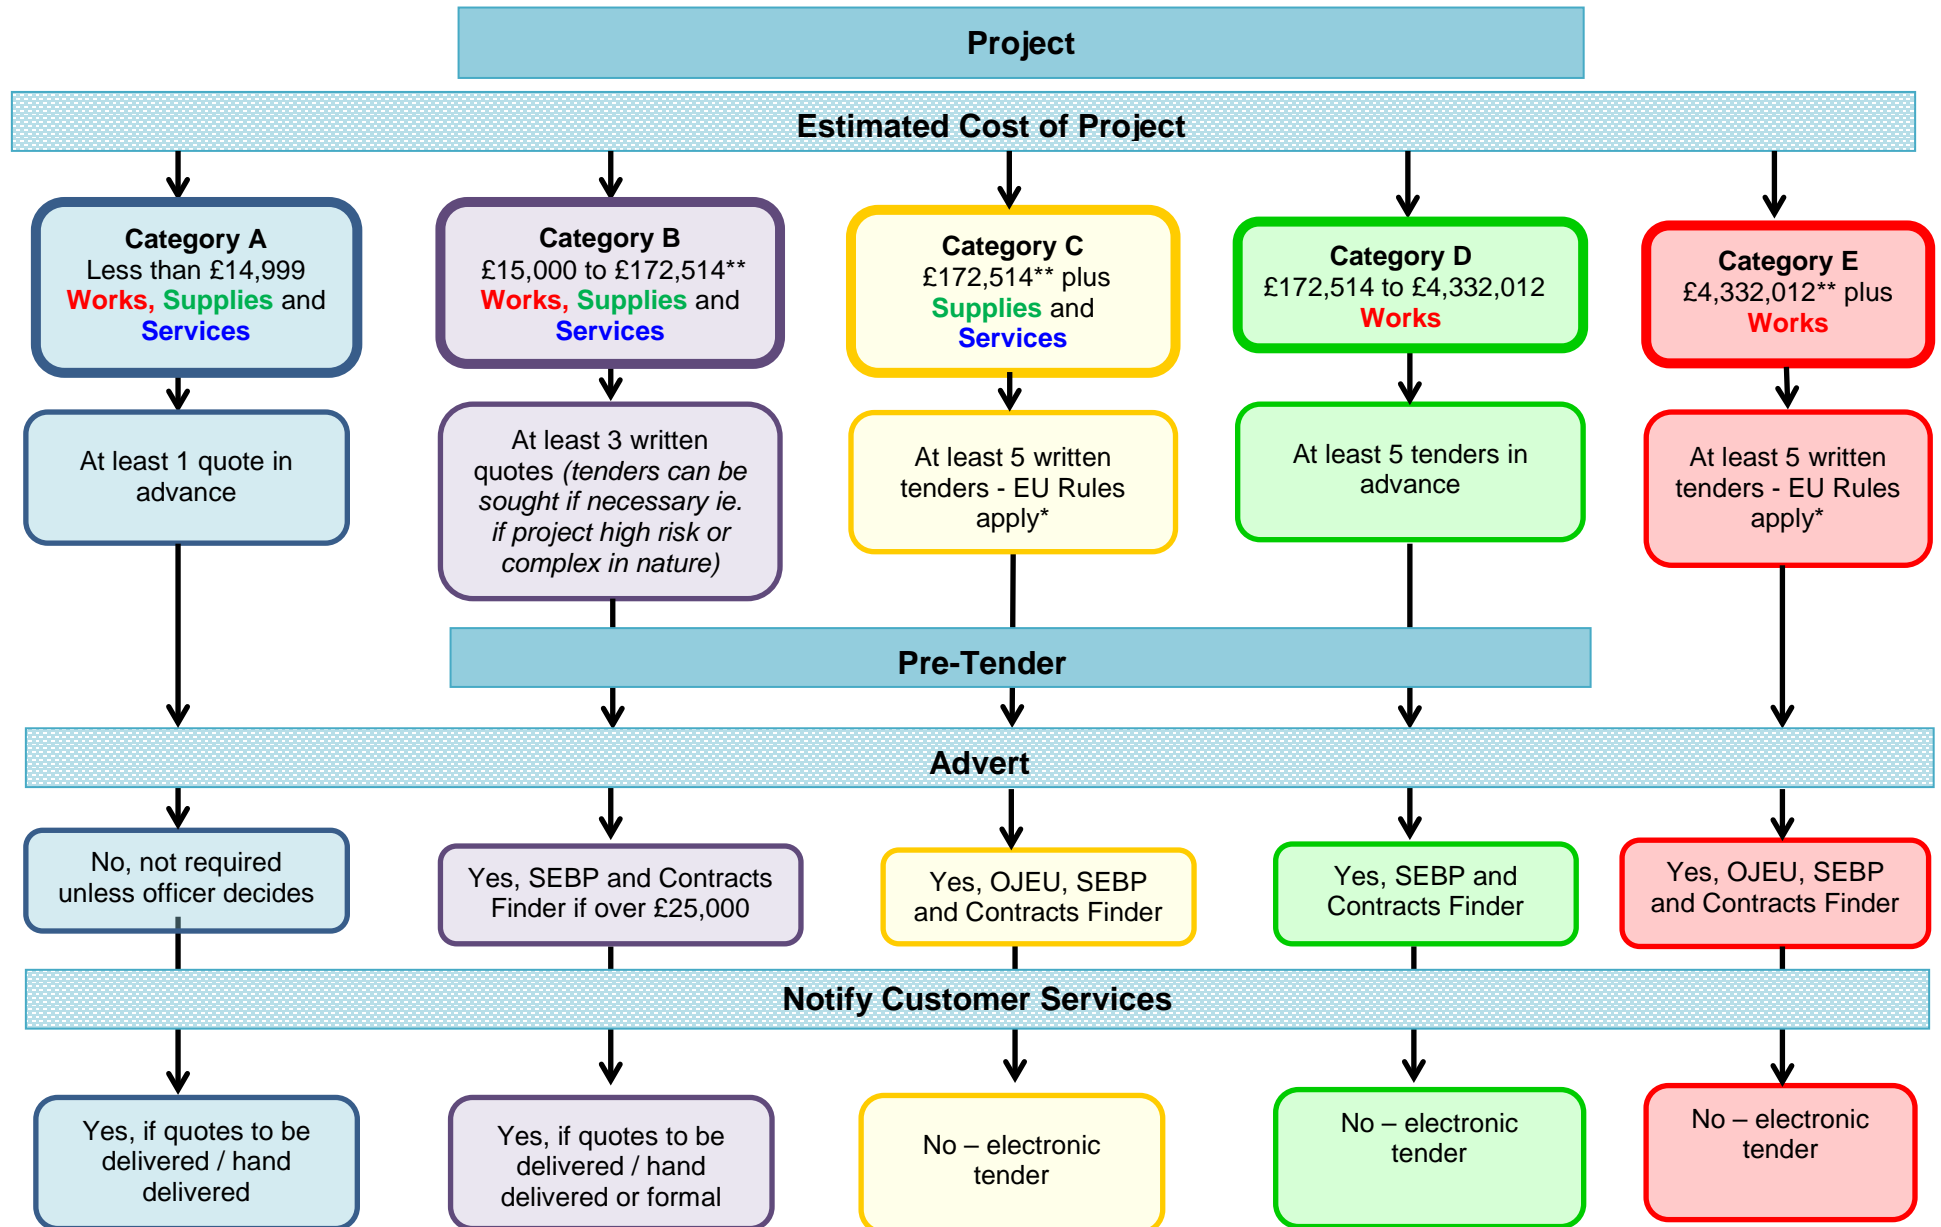 Project
Estimated Cost of Project
Category A
Less than £14,999
Works, Supplies and
Services
Category B
£15,000 to £172,514**
Works, Supplies and
Services
Category C
£172,514** plus
Supplies and
Services
Category D
£172,514 to £4,332,012
Works
Category E
£4,332,012** plus
Works
At least 1 quote in
advance
At least 3 written
quotes (tenders can be
sought if necessary ie.
if project high risk or
complex in nature)
At least 5 written
tenders - EU Rules
apply*
At least 5 tenders in
advance
At least 5 written
tenders - EU Rules
apply*
Pre-Tender
Advert
No, not required
unless officer decides
Yes, SEBP and Contracts
Finder if over £25,000
Yes, OJEU, SEBP
and Contracts Finder
Yes, SEBP and
Contracts Finder
Yes, OJEU, SEBP
and Contracts Finder
Notify Customer Services
Yes, if quotes to be
delivered / hand
delivered
Yes, if quotes to be
delivered / hand
delivered or formal
No – electronic
tender
No – electronic
tender
No – electronic
tender